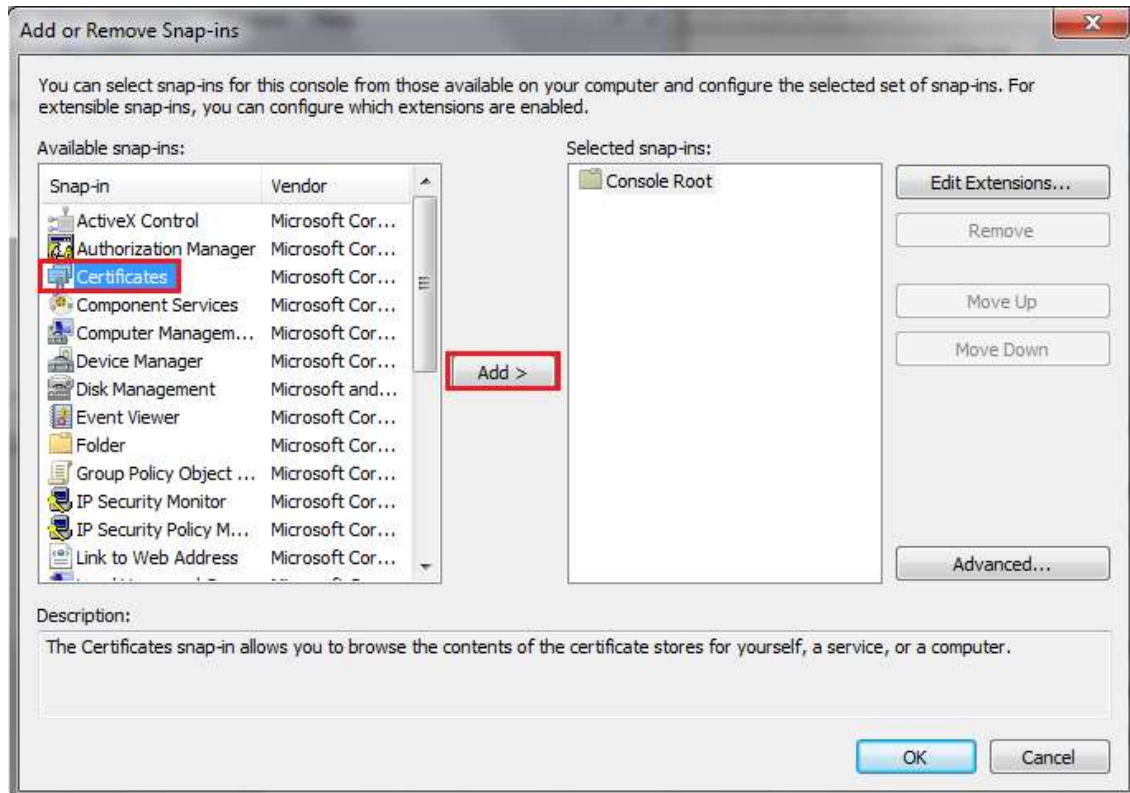 Add or Remove Snap-ins
You can select snap-ins for this console from those available on your computer and configure the selected set of snap-ins. For
extensible snap-ins, you can configure which extensions are enabled.
Available snap-ins:
Selected snap-ins:
Snap-in Vendor
ActiveX Control Microsoft Cor...
Authorization Manager Microsoft Cor...
Certificates Microsoft Cor...
Component Services Microsoft Cor...
Computer Managem... Microsoft Cor...
Device Manager Microsoft Cor...
Disk Management Microsoft and...
Event Viewer Microsoft Cor...
Folder Microsoft Cor...
Group Policy Object ... Microsoft Cor...
IP Security Monitor Microsoft Cor...
IP Security Policy M... Microsoft Cor...
Link to Web Address Microsoft Cor...
Add >
Console Root
Edit Extensions...
Remove
Move Up
Move Down
Advanced...
Description:
The Certificates snap-in allows you to browse the contents of the certificate stores for yourself, a service, or a computer.
OK Cancel